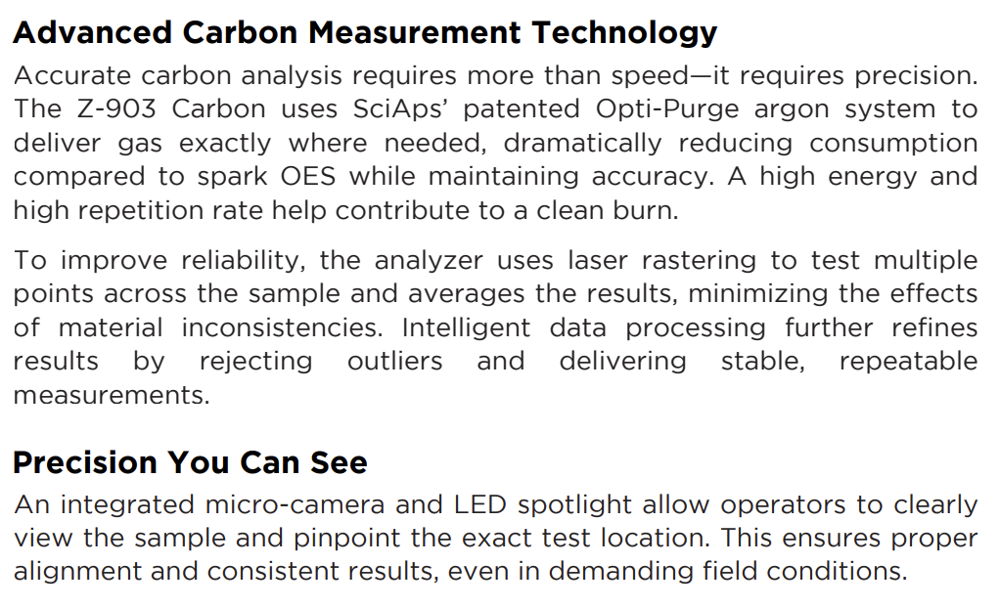 Advanced Carbon Measurement Technology
Accurate carbon analysis requires more than speed—it requires precision.
The Z-903 Carbon uses SciAps’ patented Opti-Purge argon system to
deliver gas exactly where needed, dramatically reducing consumption
compared to spark OES while maintaining accuracy. A high energy and
high repetition rate help contribute to a clean burn.
To improve reliability, the analyzer uses laser rastering to test multiple
points across the sample and averages the results, minimizing the effects
of material inconsistencies. Intelligent data processing further refines
results by rejecting outliers and delivering stable, repeatable
measurements.
Precision You Can See
An integrated micro-camera and LED spotlight allow operators to clearly
view the sample and pinpoint the exact test location. This ensures proper
alignment and consistent results, even in demanding field conditions.